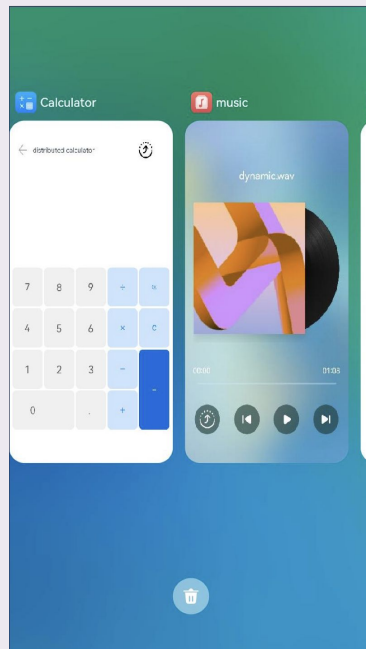 Calculator
music
distributed calculator
dynamic.wav
7 8 9 ÷
4 5 6 × C
1 2 3 −
0 . +
00:00 01:03